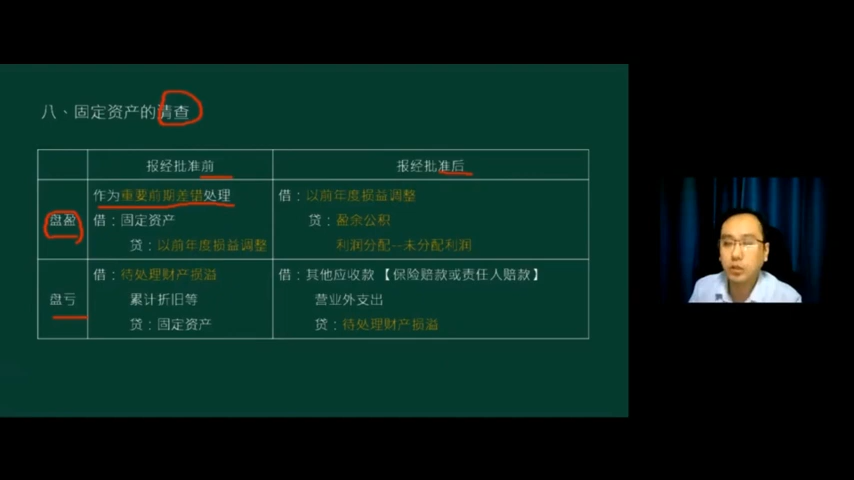 八、固定资产的清查
报经批准前
报经批准后
盘盈
作为重要前期差错处理
借：固定资产
贷：以前年度损益调整
借：以前年度损益调整
贷：盈余公积
利润分配--未分配利润
盘亏
借：待处理财产损溢
累计折旧等
贷：固定资产
借：其他应收款【保险赔款或责任人赔款】
营业外支出
贷：待处理财产损溢